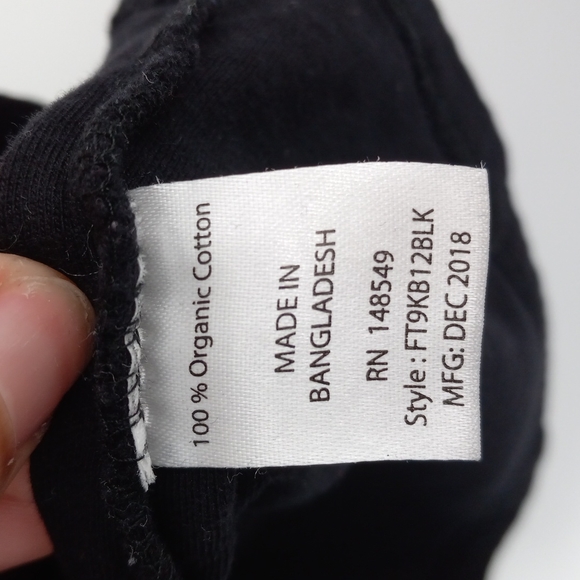 100 % Organic Cotton
MADE IN
BANGLADESH
RN 148549
Style : FT9KB12BLK
MFG: DEC 2018